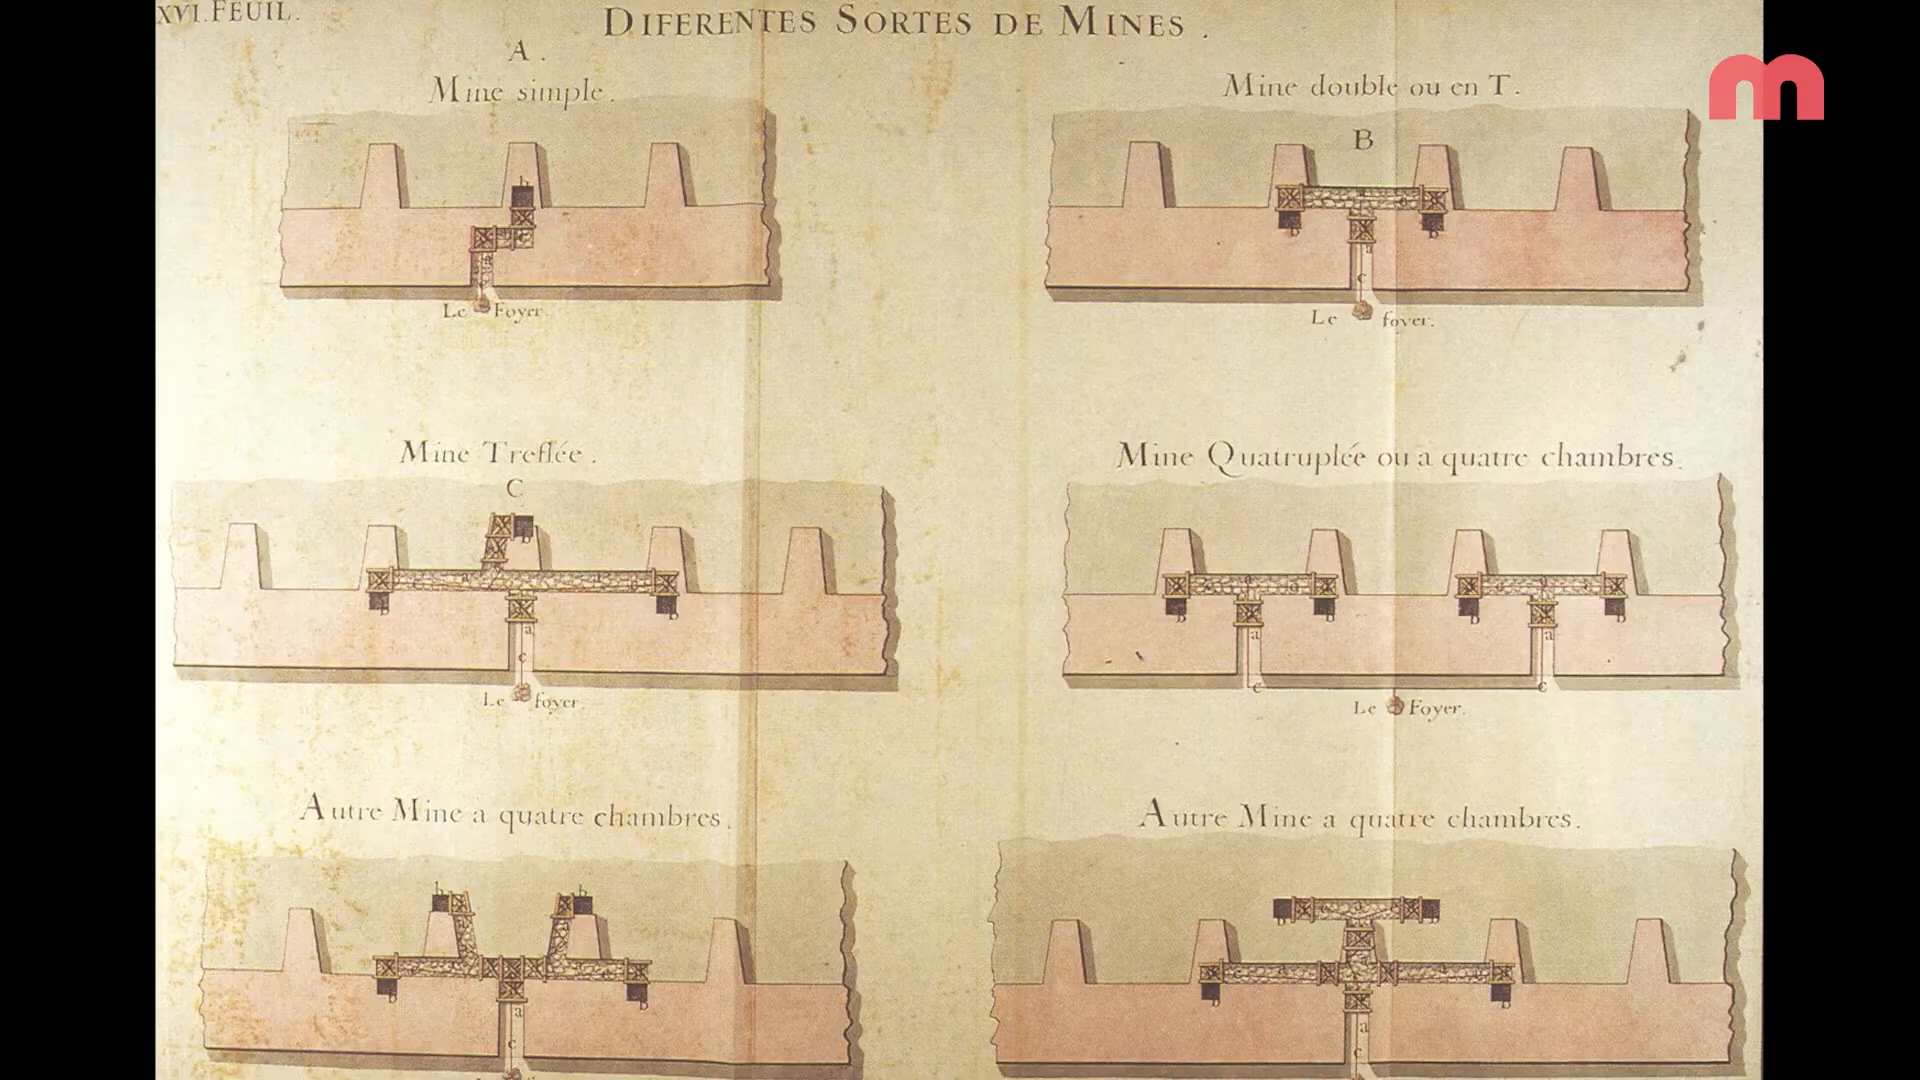 XVI. FEUIL.
DIFERENTES SORTES DE MINES.
A.
Mine simple.
b
a
c
Le Foyer.
Mine double ou en T.
B
a
B
B
a
c
Le foyer.
Mine Treflée.
C
b
a
B
B
a
c
Le foyer.
Mine Quatruplée ou a quatre chambres.
a
a
B
B
B
B
a
a
c
c
Le Foyer.
Autre Mine a quatre chambres.
b
b
B
B
a
c
Autre Mine a quatre chambres.
B
a
B
B
B
a
c
m